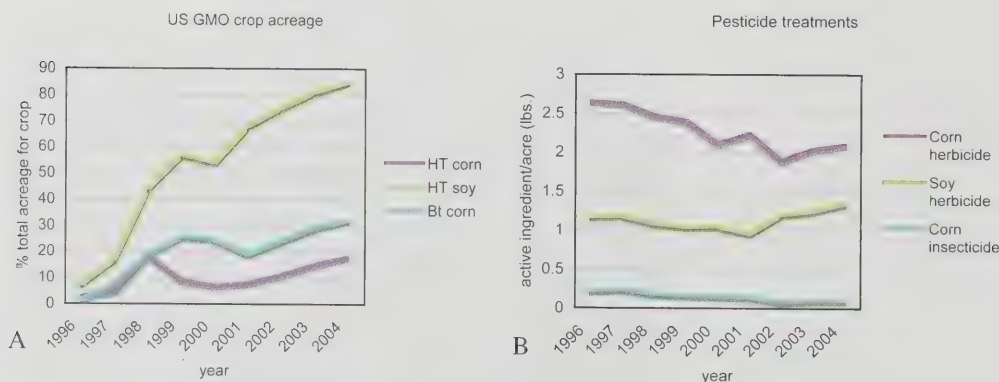 US GMO crop acreage
% total acreage for crop
90
80
70
60
50
40
30
20
10
0
1996
1997
1998
1999
2000
2001
2002
2003
2004
year
HT corn
HT soy
Bt corn
A
Pesticide treatments
active ingredient/acre (lbs.)
3
2.5
2
1.5
1
0.5
0
1996
1997
1998
1999
2000
2001
2002
2003
2004
year
Corn
herbicide
Soy
herbicide
Corn
insecticide
B